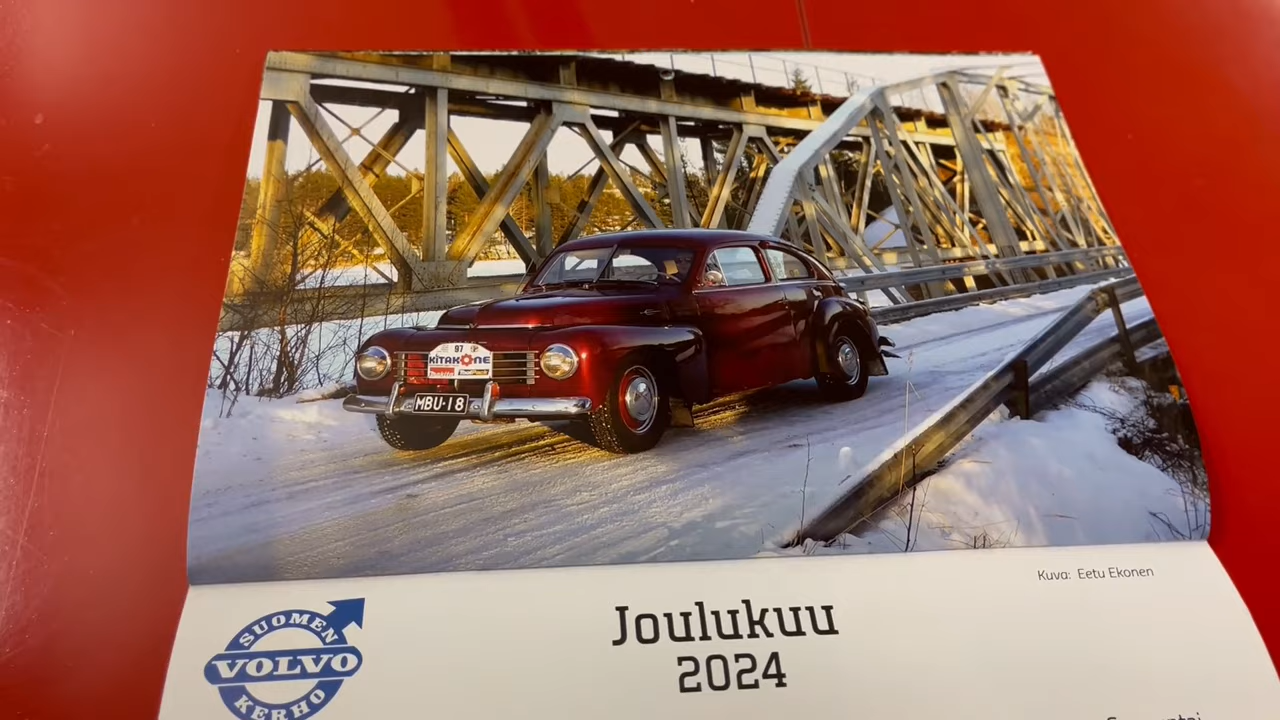 97
KITAKONE
MBU-18
Kuva: Eetu Ekonen
Joulukuu
2024
SUOMEN
VOLVO
KERHO